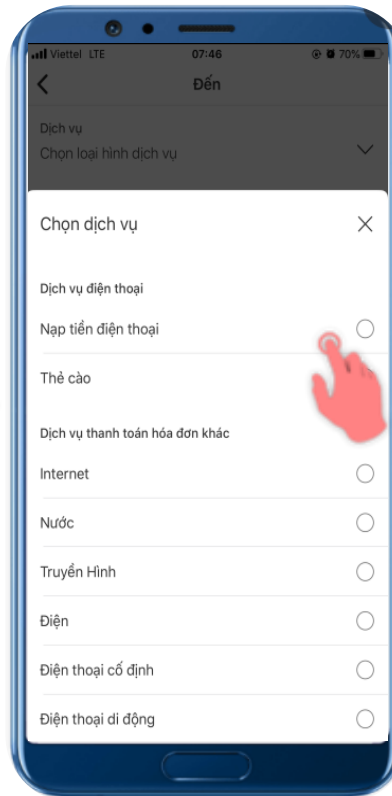 Viettel LTE 07:46 70%
Đến
Dịch vụ
Chọn loại hình dịch vụ
Chọn dịch vụ
Dịch vụ điện thoại
Nạp tiền điện thoại
Thẻ cào
Dịch vụ thanh toán hóa đơn khác
Internet
Nước
Truyền Hình
Điện
Điện thoại cố định
Điện thoại di động